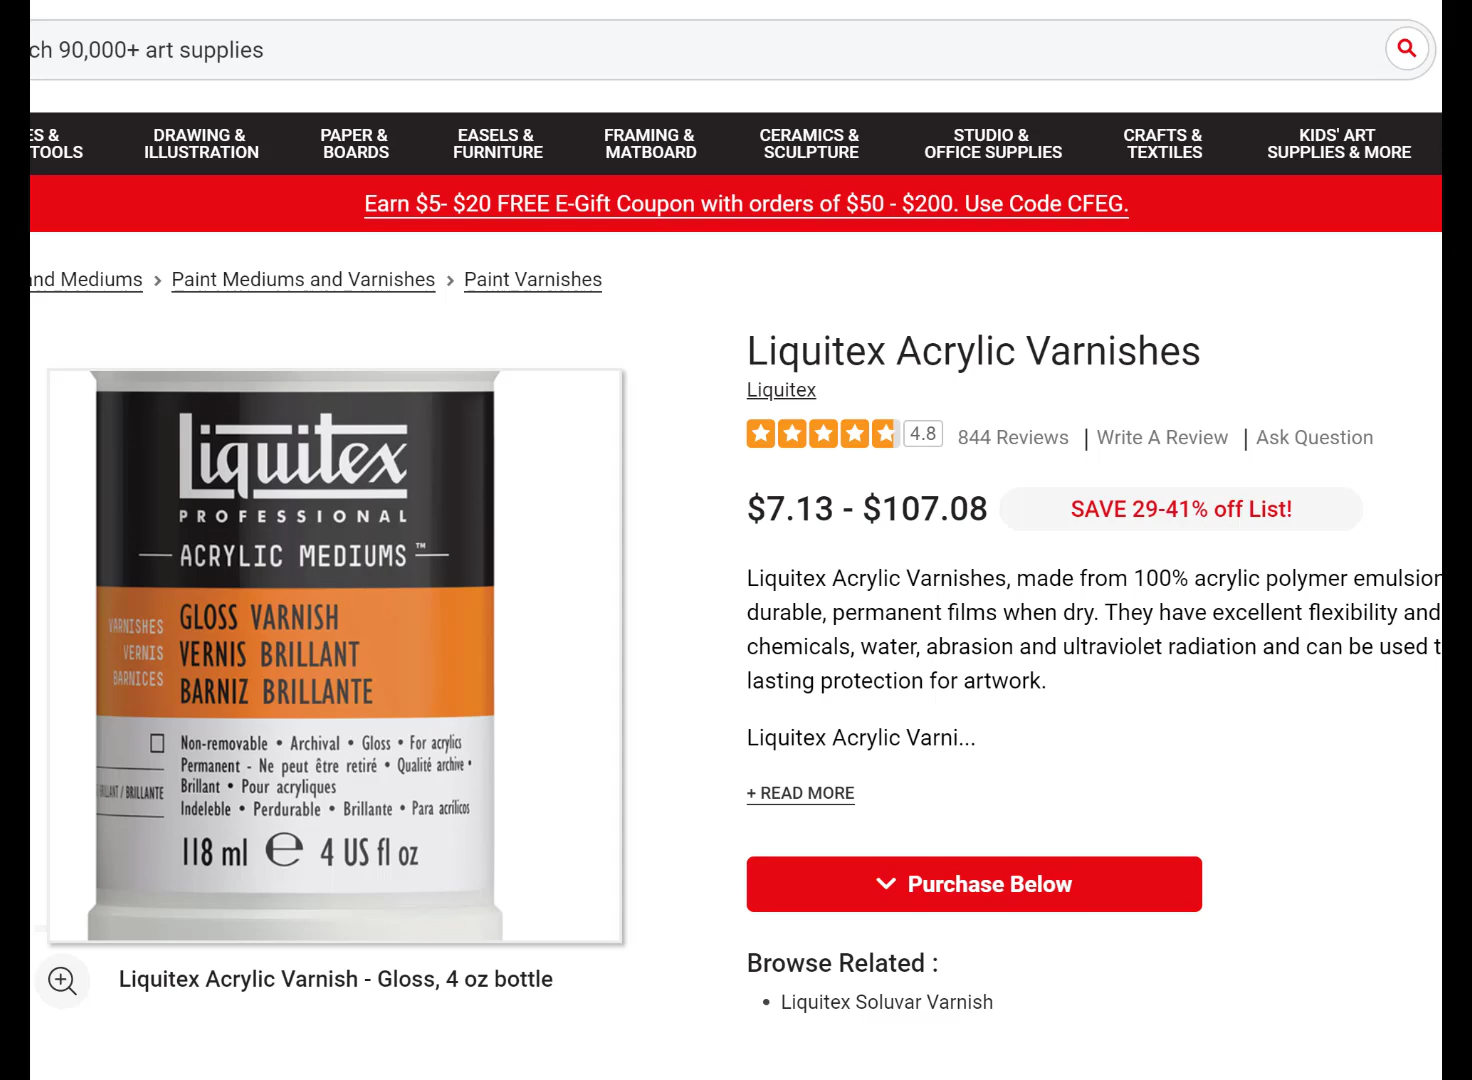 ch 90,000+ art supplies
ES &
TOOLS
DRAWING &
ILLUSTRATION
PAPER &
BOARDS
EASELS &
FURNITURE
FRAMING &
MATBOARD
CERAMICS &
SCULPTURE
STUDIO &
OFFICE SUPPLIES
CRAFTS &
TEXTILES
KIDS' ART
SUPPLIES & MORE
Earn $5- $20 FREE E-Gift Coupon with orders of $50 - $200. Use Code CFEG.
and Mediums > Paint Mediums and Varnishes > Paint Varnishes
Liquitex
PROFESSIONAL
ACRYLIC MEDIUMS™
VARNISHES
VERNIS
BARNICES
GLOSS VARNISH
VERNIS BRILLANT
BARNIZ BRILLANTE
Non-removable • Archival • Gloss • For acrylics
Permanent - Ne peut être retiré • Qualité archive •
Brillant • Pour acryliques
Indeleble • Perdurable • Brillante • Para acrílicos
BRILLANT / BRILLANTE
118 ml ℮ 4 US fl oz
Liquitex Acrylic Varnish - Gloss, 4 oz bottle
Liquitex Acrylic Varnishes
Liquitex
4.8 844 Reviews | Write A Review | Ask Question
$7.13 - $107.08 SAVE 29-41% off List!
Liquitex Acrylic Varnishes, made from 100% acrylic polymer emulsion
durable, permanent films when dry. They have excellent flexibility and
chemicals, water, abrasion and ultraviolet radiation and can be used t
lasting protection for artwork.
Liquitex Acrylic Varni...
+ READ MORE
Purchase Below
Browse Related :
• Liquitex Soluvar Varnish